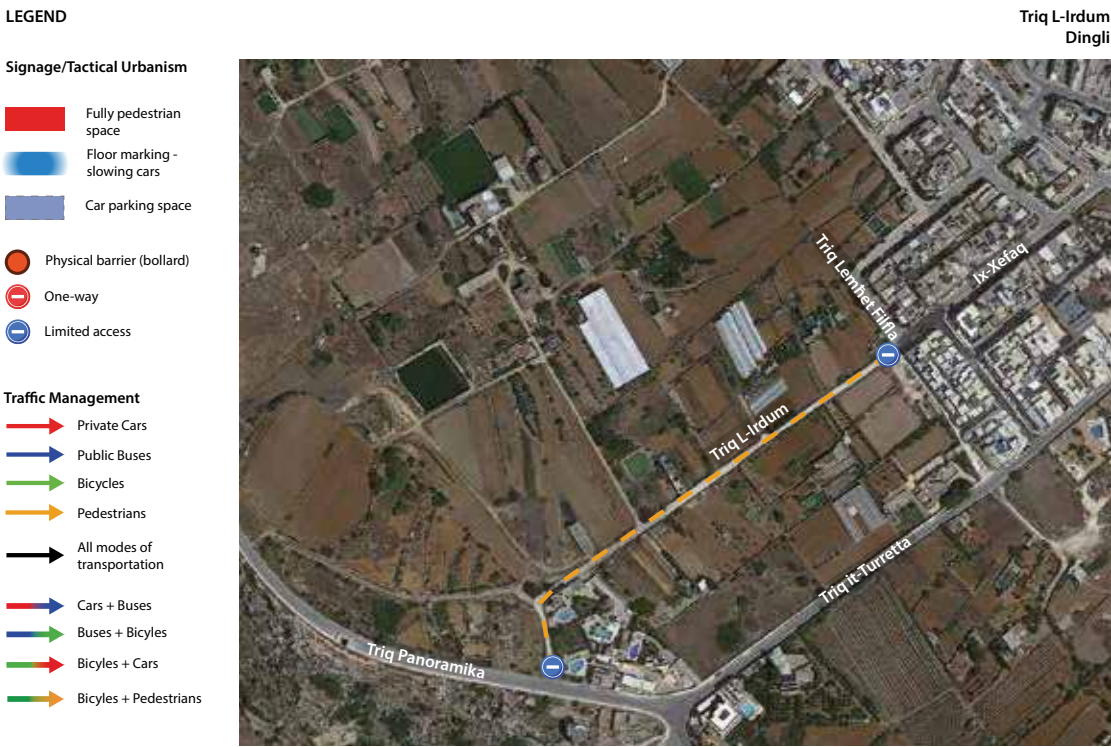 LEGEND
Triq L-Irdum
Dingli
Signage/Tactical Urbanism
Fully pedestrian
space
Floor marking -
slowing cars
Car parking space
Physical barrier (bollard)
One-way
Limited access
Traffic Management
Private Cars
Public Buses
Bicycles
Pedestrians
All modes of
transportation
Cars + Buses
Buses + Bicyles
Bicyles + Cars
Bicyles + Pedestrians
Triq Lemħet Filfla
Ix-Xefaq
Triq L-Irdum
Triq it-Turretta
Triq Panoramika